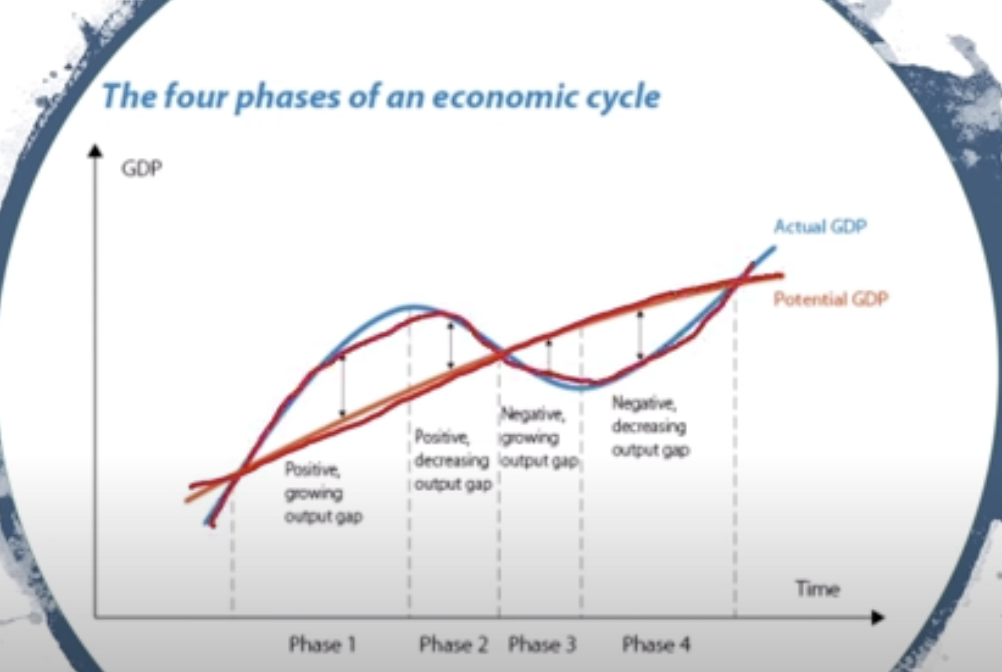 The four phases of an economic cycle
GDP
Actual GDP
Potential GDP
Positive,
growing
output gap
Positive,
decreasing
output gap
Negative,
growing
output gap
Negative,
decreasing
output gap
Time
Phase 1
Phase 2
Phase 3
Phase 4